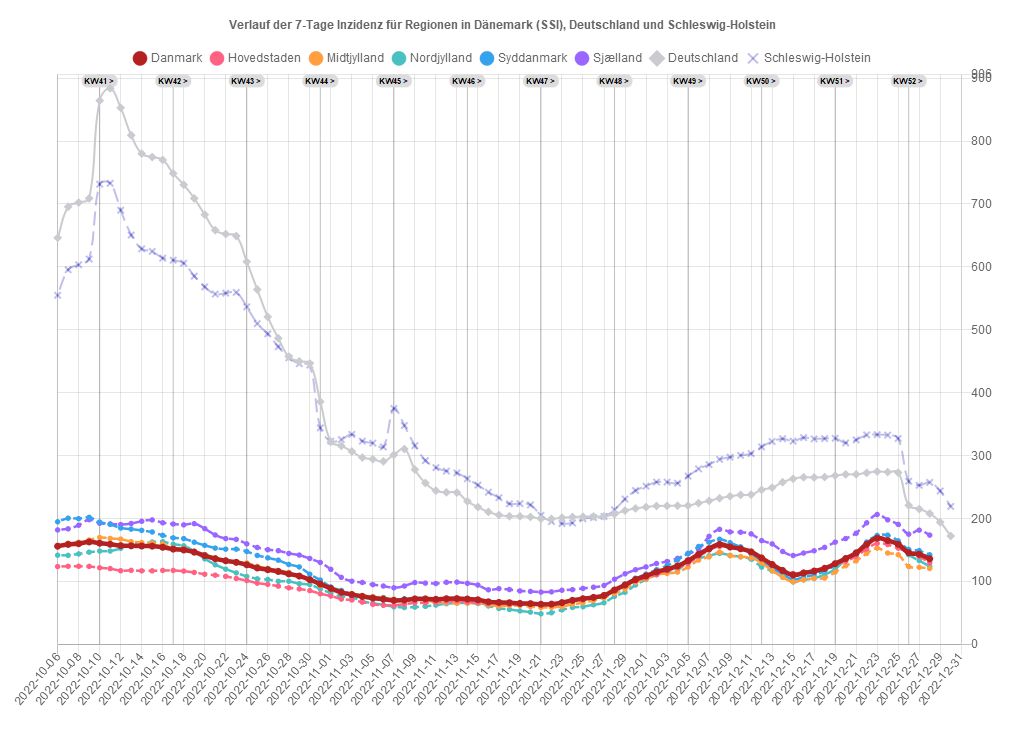 Verlauf der 7-Tage Inzidenz für Regionen in Dänemark (SSI), Deutschland und Schleswig-Holstein
Danmark Hovedstaden Midtjylland Nordjylland Syddanmark Sjælland Deutschland Schleswig-Holstein
KW41 > KW42 > KW43 > KW44 > KW45 > KW46 > KW47 > KW48 > KW49 > KW50 > KW51 > KW52 >
906
900
800
700
600
500
400
300
200
100
0
2022-10-06 2022-10-08 2022-10-10 2022-10-12 2022-10-14 2022-10-16 2022-10-18 2022-10-20 2022-10-22 2022-10-24 2022-10-26 2022-10-28 2022-10-30 2022-11-01 2022-11-03 2022-11-05 2022-11-07 2022-11-09 2022-11-11 2022-11-13 2022-11-15 2022-11-17 2022-11-19 2022-11-21 2022-11-23 2022-11-25 2022-11-27 2022-11-29 2022-12-01 2022-12-03 2022-12-05 2022-12-07 2022-12-09 2022-12-11 2022-12-13 2022-12-15 2022-12-17 2022-12-19 2022-12-21 2022-12-23 2022-12-25 2022-12-27 2022-12-29 2022-12-31